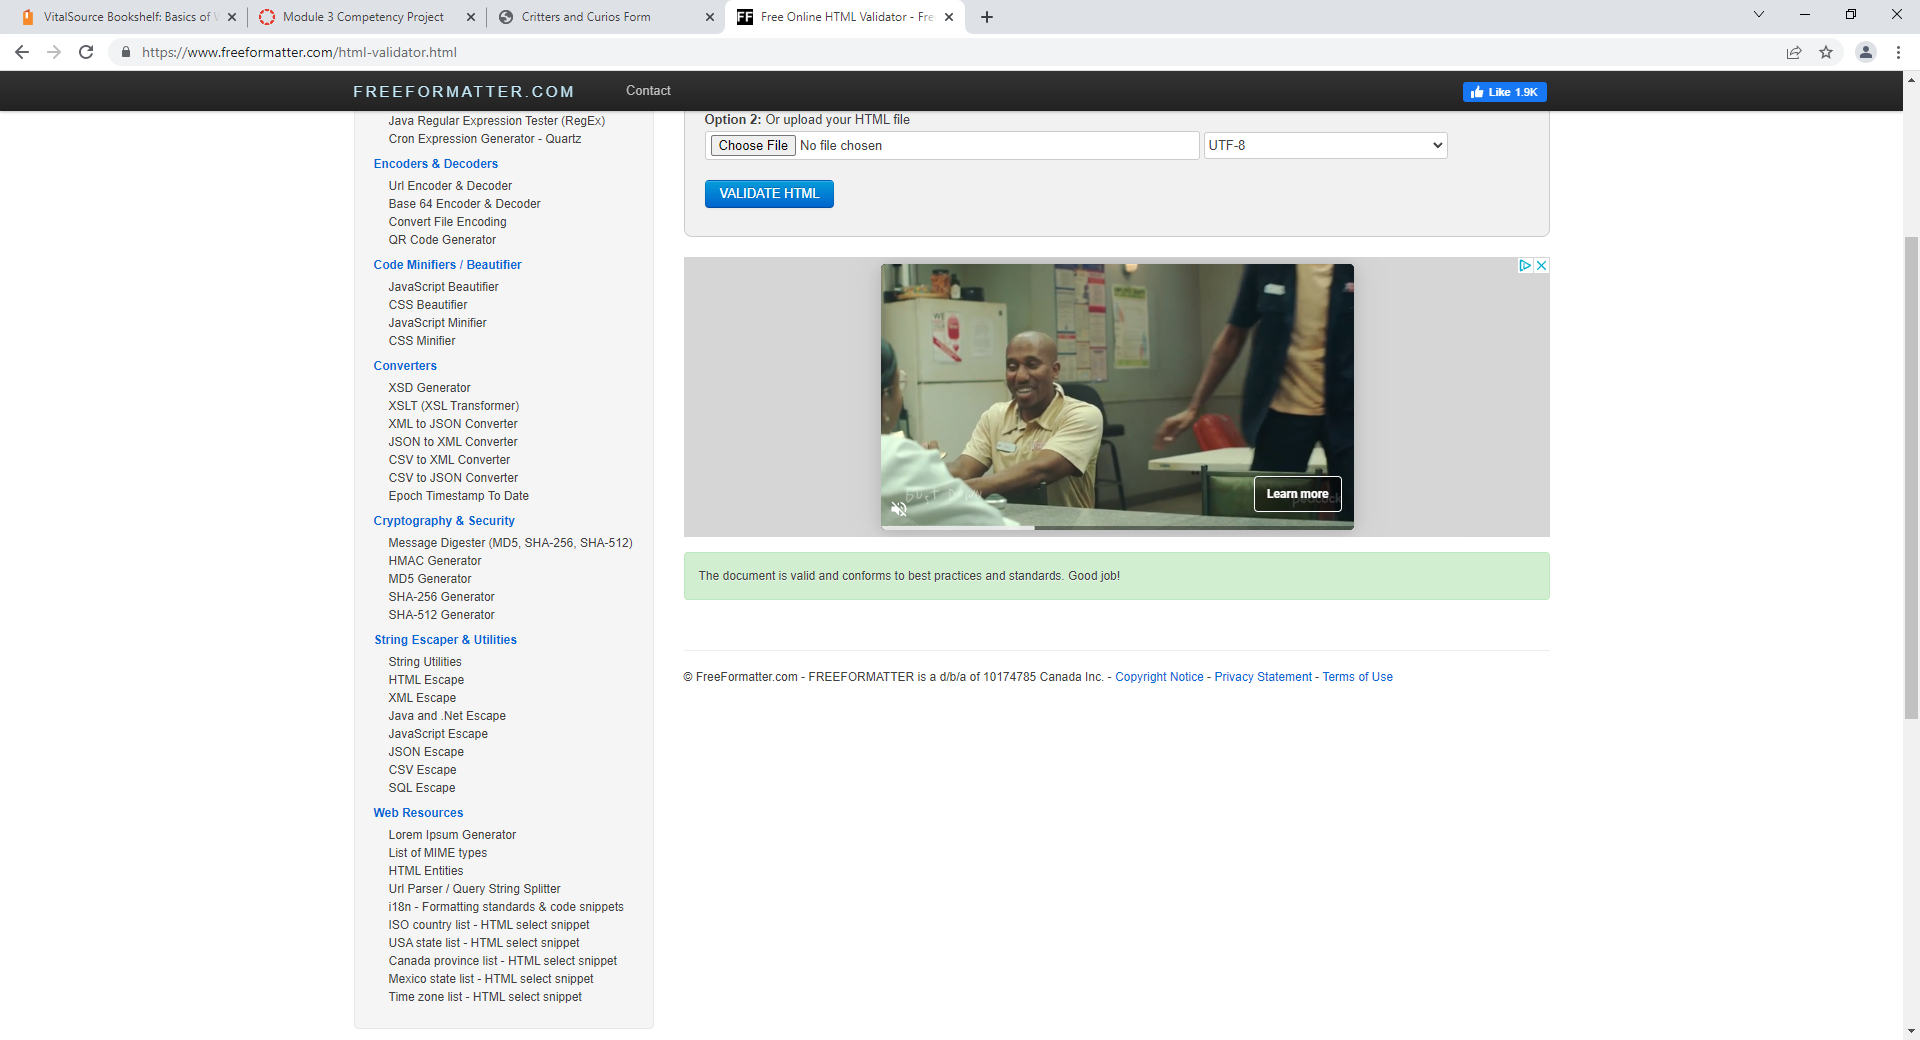 VitalSource Bookshelf: Basics of W
Module 3 Competency Project
Critters and Curios Form
FF
Free Online HTML Validator - Fre
https://www.freeformatter.com/html-validator.html
FREEFORMATTER.COM
Contact
Like 1.9K
Java Regular Expression Tester (RegEx)
Cron Expression Generator - Quartz
Encoders & Decoders
Url Encoder & Decoder
Base 64 Encoder & Decoder
Convert File Encoding
QR Code Generator
Code Minifiers / Beautifier
JavaScript Beautifier
CSS Beautifier
JavaScript Minifier
CSS Minifier
Converters
XSD Generator
XSLT (XSL Transformer)
XML to JSON Converter
JSON to XML Converter
CSV to XML Converter
CSV to JSON Converter
Epoch Timestamp To Date
Cryptography & Security
Message Digester (MD5, SHA-256, SHA-512)
HMAC Generator
MD5 Generator
SHA-256 Generator
SHA-512 Generator
String Escaper & Utilities
String Utilities
HTML Escape
XML Escape
Java and .Net Escape
JavaScript Escape
JSON Escape
CSV Escape
SQL Escape
Web Resources
Lorem Ipsum Generator
List of MIME types
HTML Entities
Url Parser / Query String Splitter
i18n - Formatting standards & code snippets
ISO country list - HTML select snippet
USA state list - HTML select snippet
Canada province list - HTML select snippet
Mexico state list - HTML select snippet
Time zone list - HTML select snippet
Option 2: Or upload your HTML file
Choose File No file chosen
UTF-8
VALIDATE HTML
WE
BUST DOWN
Learn more
peacock
The document is valid and conforms to best practices and standards. Good job!
© FreeFormatter.com - FREEFORMATTER is a d/b/a of 10174785 Canada Inc. - Copyright Notice - Privacy Statement - Terms of Use